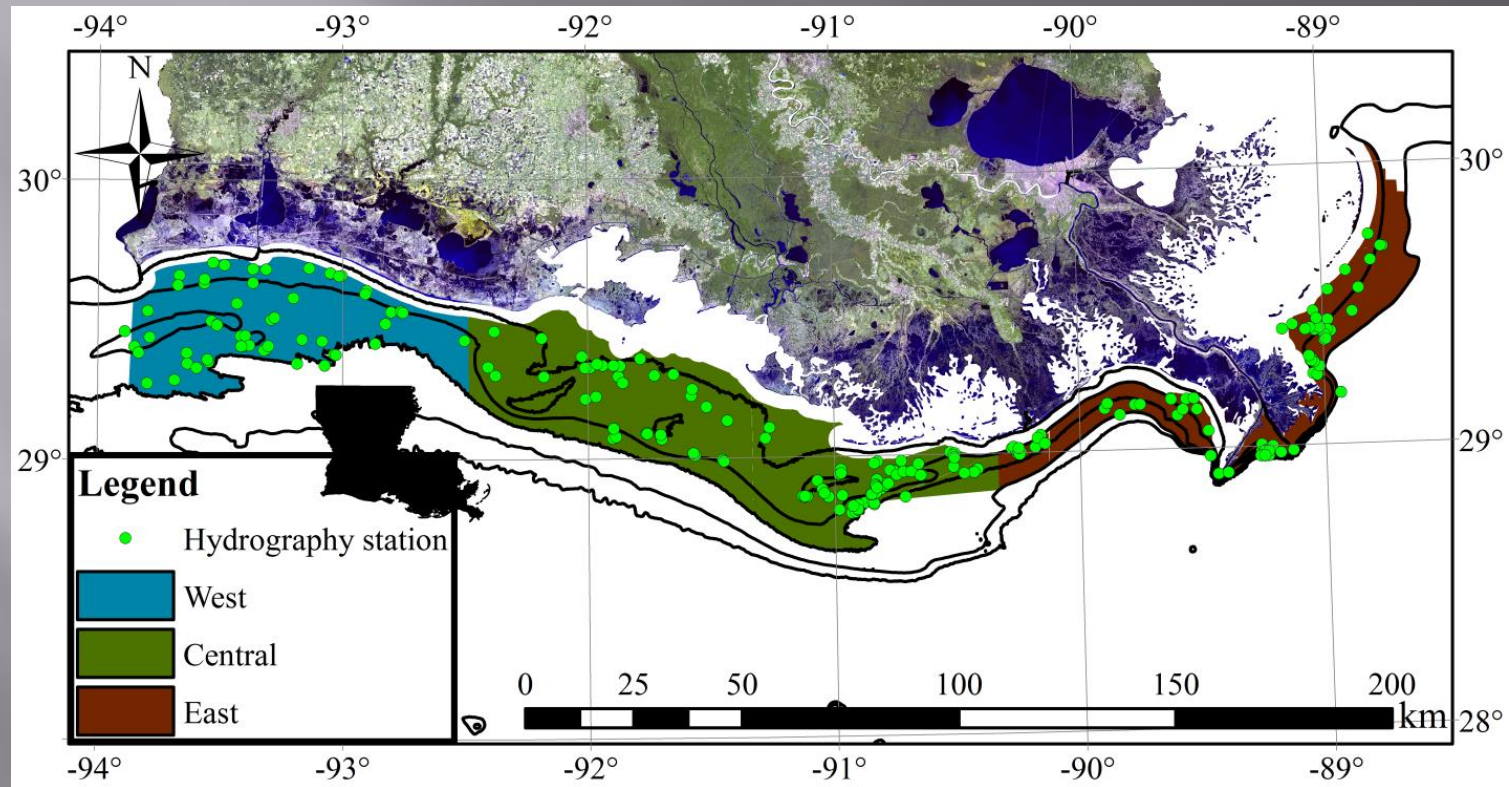 -94° -93° -92° -91° -90° -89°
N
30° 30°
29° 29°
Legend
Hydrography station
West
Central
East
0 25 50 100 150 200
km
28°
-94° -93° -92° -91° -90° -89°